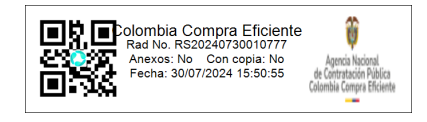 Colombia Compra Eficiente
Rad No. RS20240730010777
Anexos: No Con copia: No
Fecha: 30/07/2024 15:50:55
Agencia Nacional
de Contratación Pública
Colombia Compra Eficiente